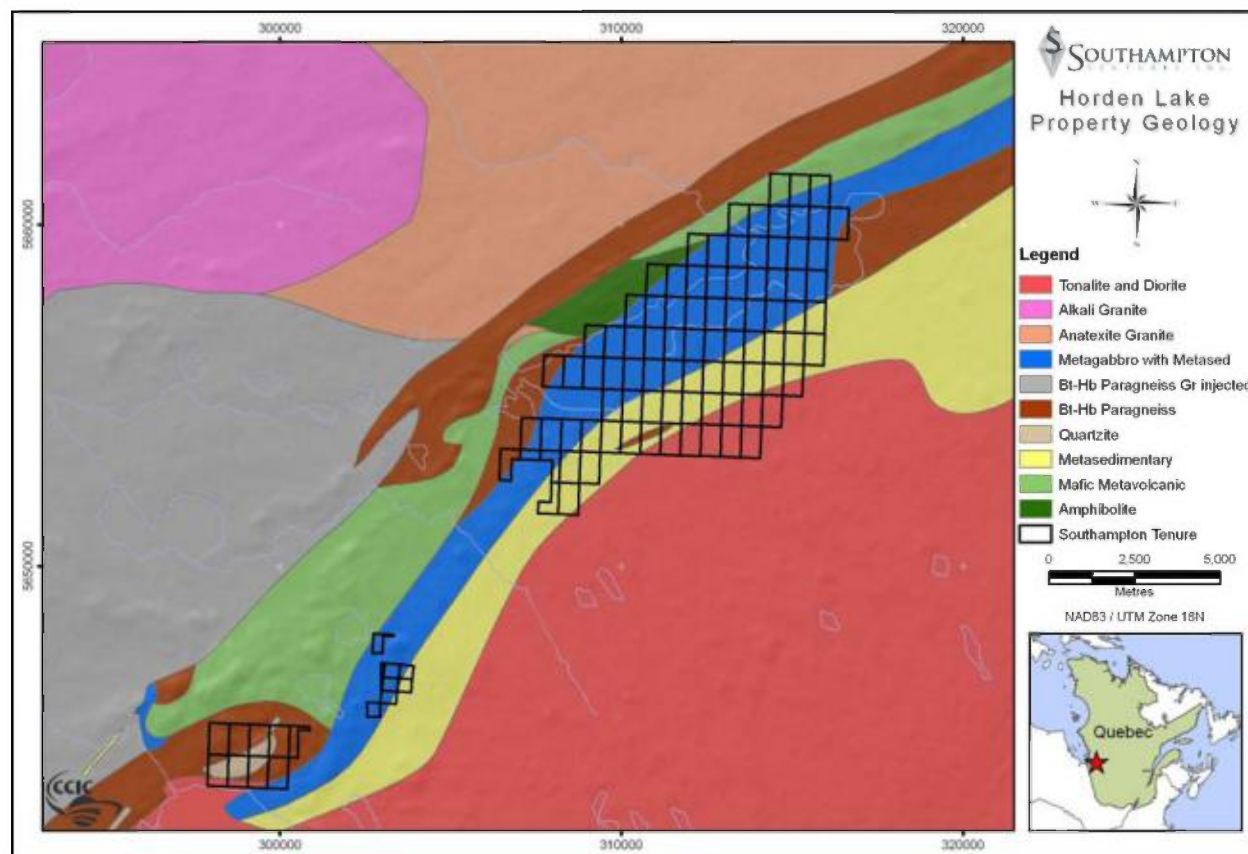 300000
310000
320000
5660000
5650000
300000
310000
320000
CCIC
S
SOUTHAMPTON
VENTURES INC.
Horden Lake
Property Geology
N
W
E
S
Legend
Tonalite and Diorite
Alkali Granite
Anatexite Granite
Metagabbro with Metased
Bt-Hb Paragneiss Gr injected
Bt-Hb Paragneiss
Quartzite
Metasedimentary
Mafic Metavolcanic
Amphibolite
Southampton Tenure
0 2,500 5,000
Metres
NAD83 / UTM Zone 18N
Quebec